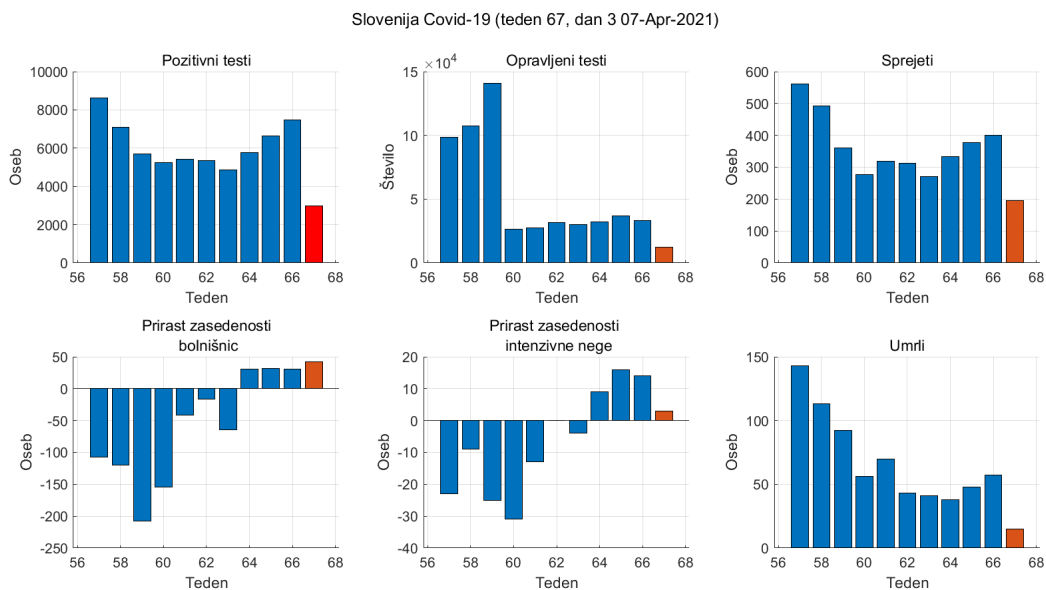 Slovenija Covid-19 (teden 67, dan 3 07-Apr-2021)
Pozitivni testi
10000
8000
6000
4000
2000
0
Oseb
56 58 60 62 64 66 68
Teden
Opravljeni testi
×10^4
15
10
5
0
Število
56 58 60 62 64 66 68
Teden
Sprejeti
600
500
400
300
200
100
0
Oseb
56 58 60 62 64 66 68
Teden
Prirast zasedenosti
bolnišnic
50
0
-50
-100
-150
-200
-250
Oseb
56 58 60 62 64 66 68
Teden
Prirast zasedenosti
intenzivne nege
20
10
0
-10
-20
-30
-40
Oseb
56 58 60 62 64 66 68
Teden
Umrli
150
100
50
0
Oseb
56 58 60 62 64 66 68
Teden